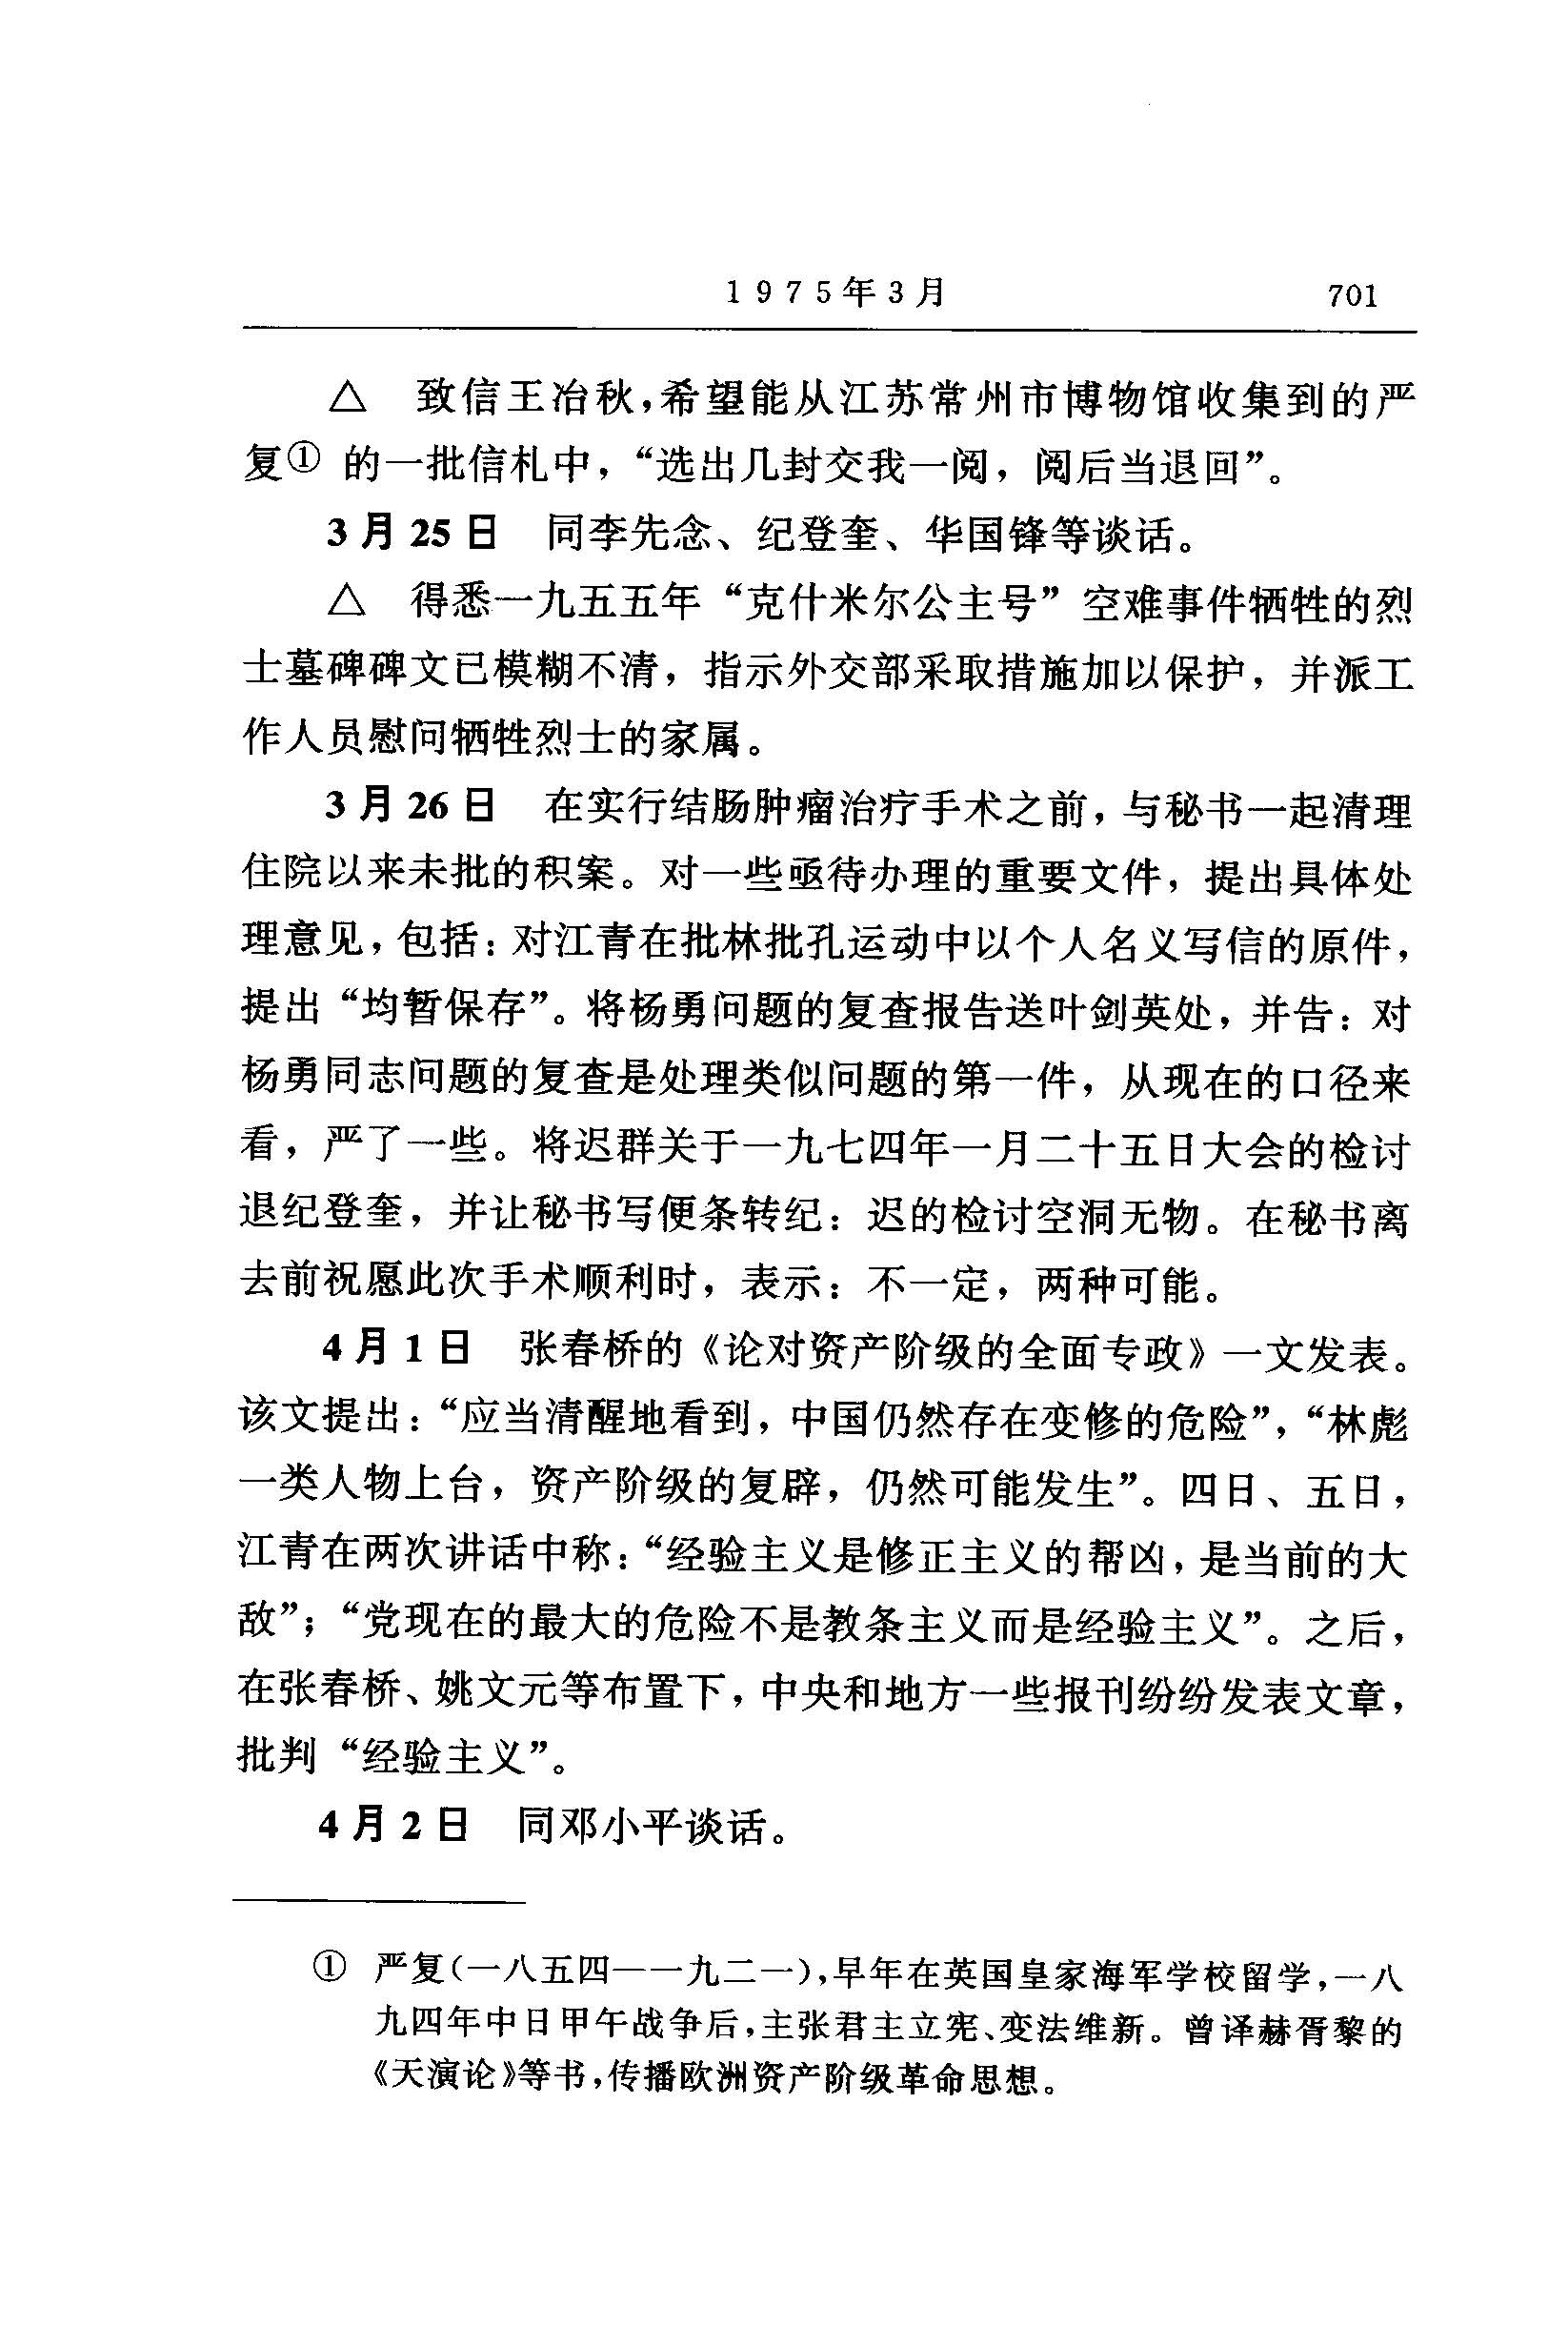 1975年3月 701
△ 致信王冶秋，希望能从江苏常州市博物馆收集到的严
复① 的一批信札中，“选出几封交我一阅，阅后当退回”。
3月25日 同李先念、纪登奎、华国锋等谈话。
△ 得悉一九五五年“克什米尔公主号”空难事件牺牲的烈
士墓碑碑文已模糊不清，指示外交部采取措施加以保护，并派工
作人员慰问牺牲烈士的家属。
3月26日 在实行结肠肿瘤治疗手术之前，与秘书一起清理
住院以来未批的积案。对一些亟待办理的重要文件，提出具体处
理意见，包括：对江青在批林批孔运动中以个人名义写信的原件，
提出“均暂保存”。将杨勇问题的复查报告送叶剑英处，并告：对
杨勇同志问题的复查是处理类似问题的第一件，从现在的口径来
看，严了一些。将迟群关于一九七四年一月二十五日大会的检讨
退纪登奎，并让秘书写便条转纪：迟的检讨空洞无物。在秘书离
去前祝愿此次手术顺利时，表示：不一定，两种可能。
4月1日 张春桥的《论对资产阶级的全面专政》一文发表。
该文提出：“应当清醒地看到，中国仍然存在变修的危险”，“林彪
一类人物上台，资产阶级的复辟，仍然可能发生”。四日、五日，
江青在两次讲话中称：“经验主义是修正主义的帮凶，是当前的大
敌”；“党现在的最大的危险不是教条主义而是经验主义”。之后，
在张春桥、姚文元等布置下，中央和地方一些报刊纷纷发表文章，
批判“经验主义”。
4月2日 同邓小平谈话。
① 严复（一八五四——一九二一），早年在英国皇家海军学校留学，一八
九四年中日甲午战争后，主张君主立宪、变法维新。曾译赫胥黎的
《天演论》等书，传播欧洲资产阶级革命思想。